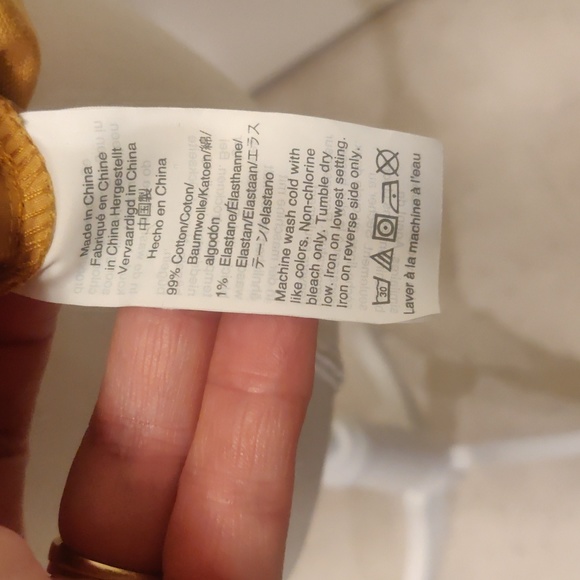 Made in China
Fabriqué en Chine
in China Hergestellt
Vervaardigd in China
中国製
Hecho en China
99% Cotton/Coton/
Baumwolle/Katoen/綿/
algodón
1% Elastane/Élasthanne/
Elastan/Elastaan/エラス
テーン/elastano
Machine wash cold with
like colors. Non-chlorine
bleach only. Tumble dry
low. Iron on lowest setting.
Iron on reverse side only.
30
Laver à la machine à l'eau